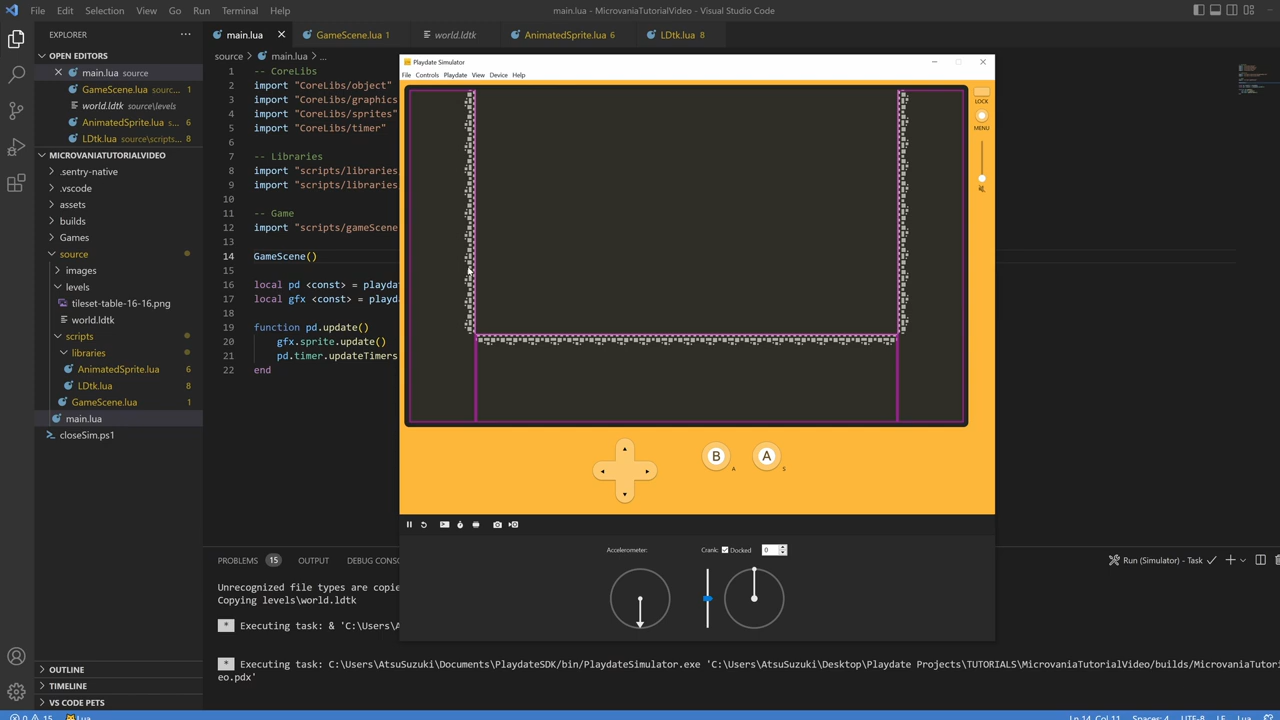 File Edit Selection View Go Run Terminal Help
main.lua - MicrovaniaTutorialVideo - Visual Studio Code
EXPLORER
OPEN EDITORS
main.lua source
GameScene.lua sourc... 1
world.ldtk source\levels
AnimatedSprite.lua s... 6
LDtk.lua source\scripts... 8
MICROVANIATUTORIALVIDEO
.sentry-native
.vscode
assets
builds
Games
source
images
levels
tileset-table-16-16.png
world.ldtk
scripts
libraries
AnimatedSprite.lua 6
LDtk.lua 8
GameScene.lua 1
main.lua
closeSim.ps1
OUTLINE
TIMELINE
VS CODE PETS
main.lua
GameScene.lua 1
world.ldtk
AnimatedSprite.lua 6
LDtk.lua 8
source > main.lua > ...
1 -- CoreLibs
2 import "CoreLibs/object"
3 import "CoreLibs/graphics
4 import "CoreLibs/sprites"
5 import "CoreLibs/timer"
6
7 -- Libraries
8 import "scripts/libraries
9 import "scripts/libraries
10
11 -- Game
12 import "scripts/gameScene
13
14 GameScene()
15
16 local pd <const> = playda
17 local gfx <const> = playd
18
19 function pd.update()
20 gfx.sprite.update()
21 pd.timer.updateTimers
22 end
Playdate Simulator
File Controls Playdate View Device Help
LOCK
MENU
B
A
A
S
Accelerometer:
Crank: Docked 0
PROBLEMS 15 OUTPUT DEBUG CONS
Run (Simulator) - Task
Unrecognized file types are copie
Copying levels\world.ldtk
* Executing task: & 'C:\Users\A
* Executing task: C:\Users\AtsuSuzuki\Documents\PlaydateSDK/bin/PlaydateSimulator.exe 'C:\Users\AtsuSuzuki\Desktop\Playdate Projects\TUTORIALS\MicrovaniaTutorialVideo/builds/MicrovaniaTutori
eo.pdx'
0 15 Lua
Ln 14, Col 11 Spaces: 4 UTF-8 LF Lua